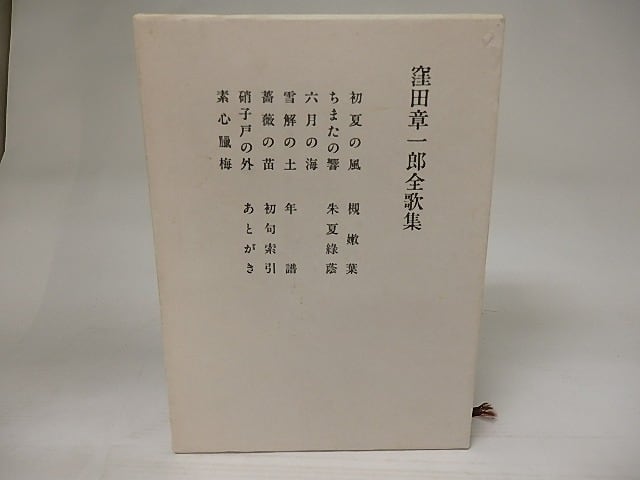 窪田章一郎全歌集
初夏の風
ちまたの響
六月の海
雪解の土
薔薇の苗
硝子戸の外
素心臘梅
槻嫩葉
朱夏緑蔭
年譜
初句索引
あとがき